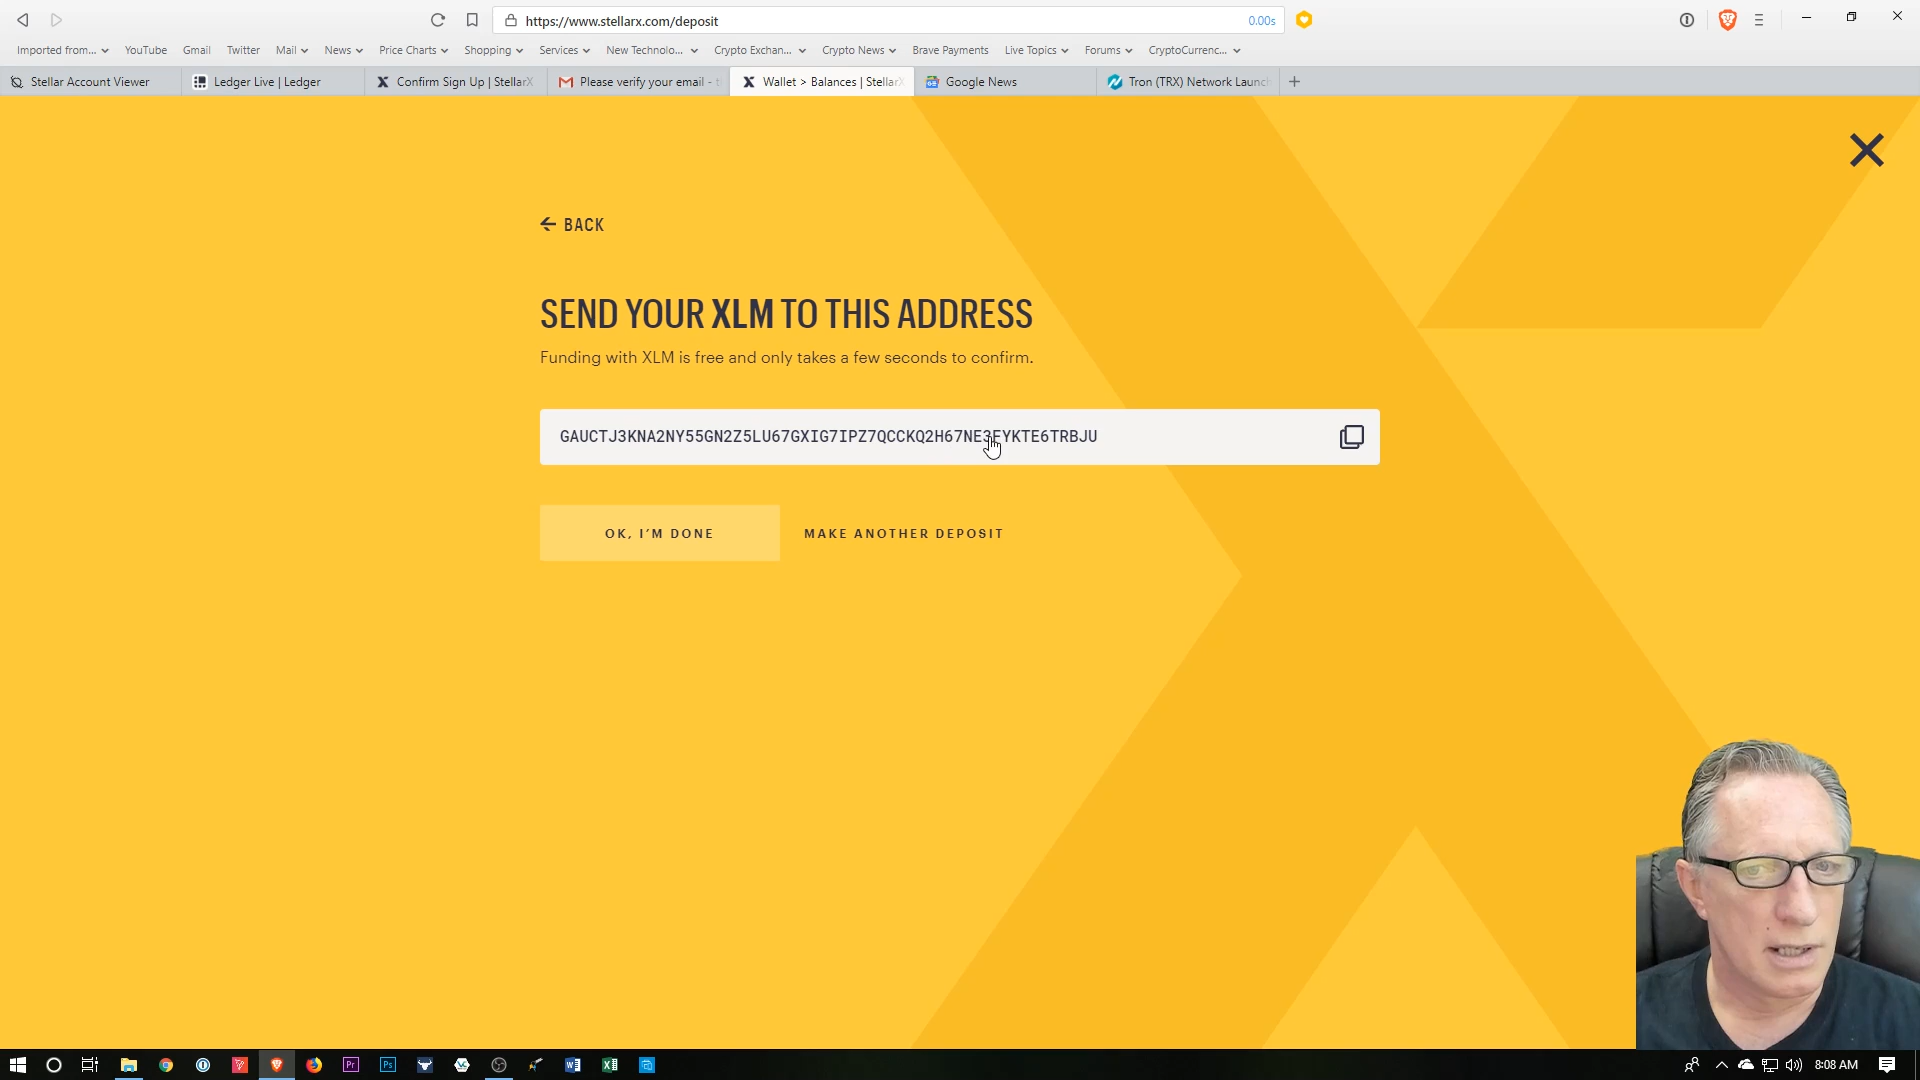 https://www.stellarx.com/deposit
0.00s
Imported from...
YouTube
Gmail
Twitter
Mail
News
Price Charts
Shopping
Services
New Technolo...
Crypto Exchan...
Crypto News
Brave Payments
Live Topics
Forums
CryptoCurrenc...
Stellar Account Viewer
Ledger Live | Ledger
Confirm Sign Up | StellarX
Please verify your email -
Wallet > Balances | StellarX
Google News
Tron (TRX) Network Launch
BACK
SEND YOUR XLM TO THIS ADDRESS
Funding with XLM is free and only takes a few seconds to confirm.
OK, I'M DONE
MAKE ANOTHER DEPOSIT
Pr
Ps
8:08 AM